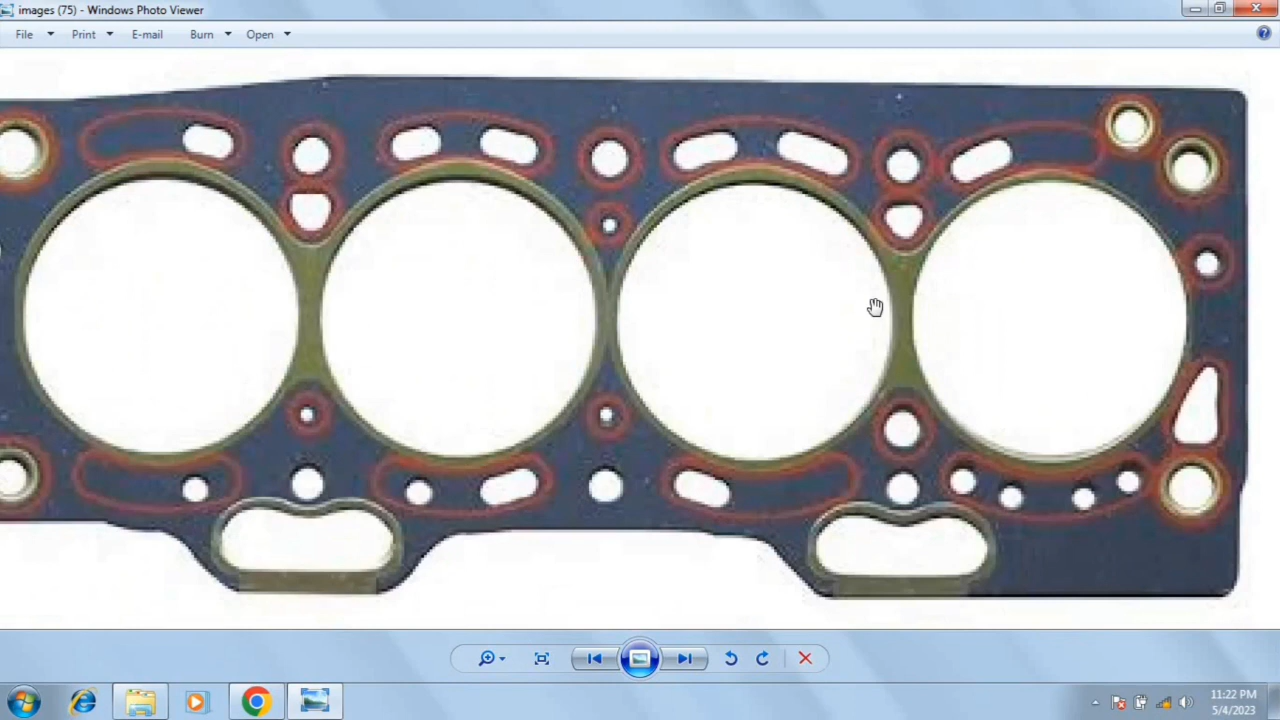 images (75) - Windows Photo Viewer
File Print E-mail Burn Open
11:22 PM
5/4/2023